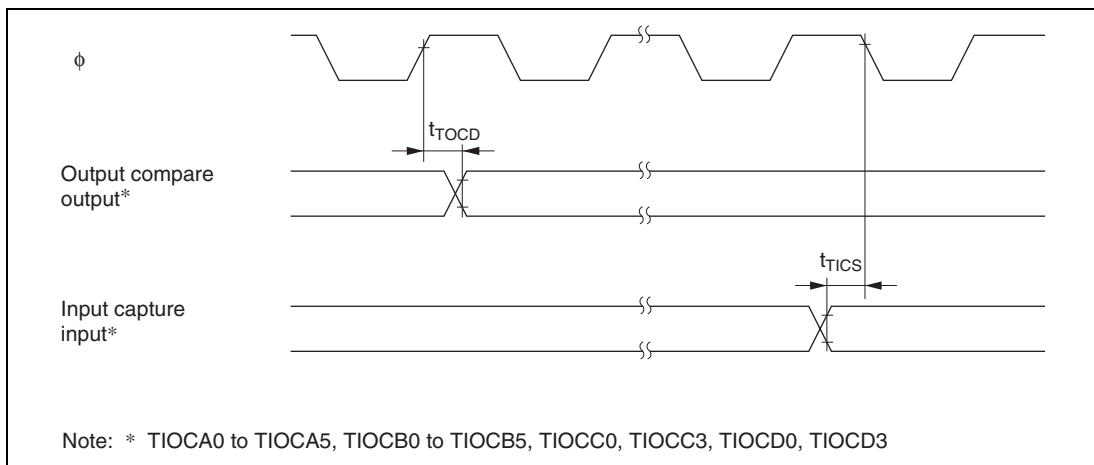 ϕ
tTOCD
Output compare
output*
tTICS
Input capture
input*
Note: * TIOCA0 to TIOCA5, TIOCB0 to TIOCB5, TIOCC0, TIOCC3, TIOCD0, TIOCD3